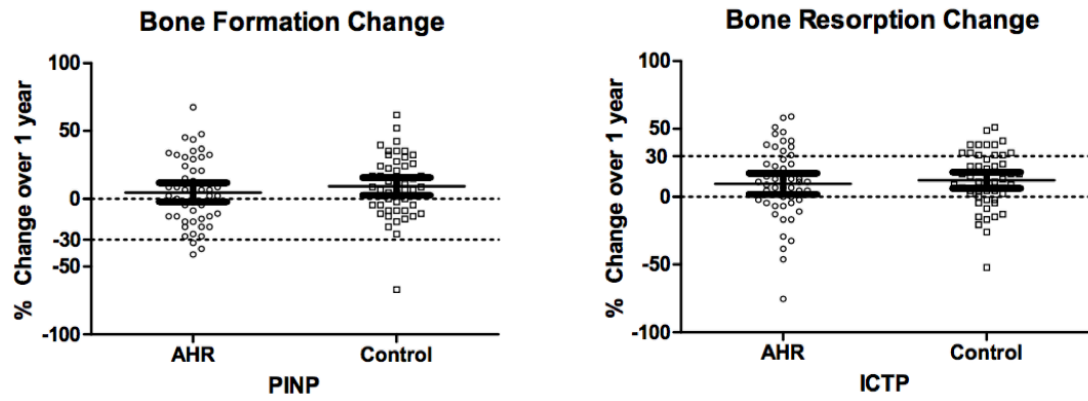 Bone Formation Change
% Change over 1 year
100
50
0
-30
-50
-100
AHR
Control
PINP
Bone Resorption Change
% Change over 1 year
100
50
30
0
-50
-100
AHR
Control
ICTP